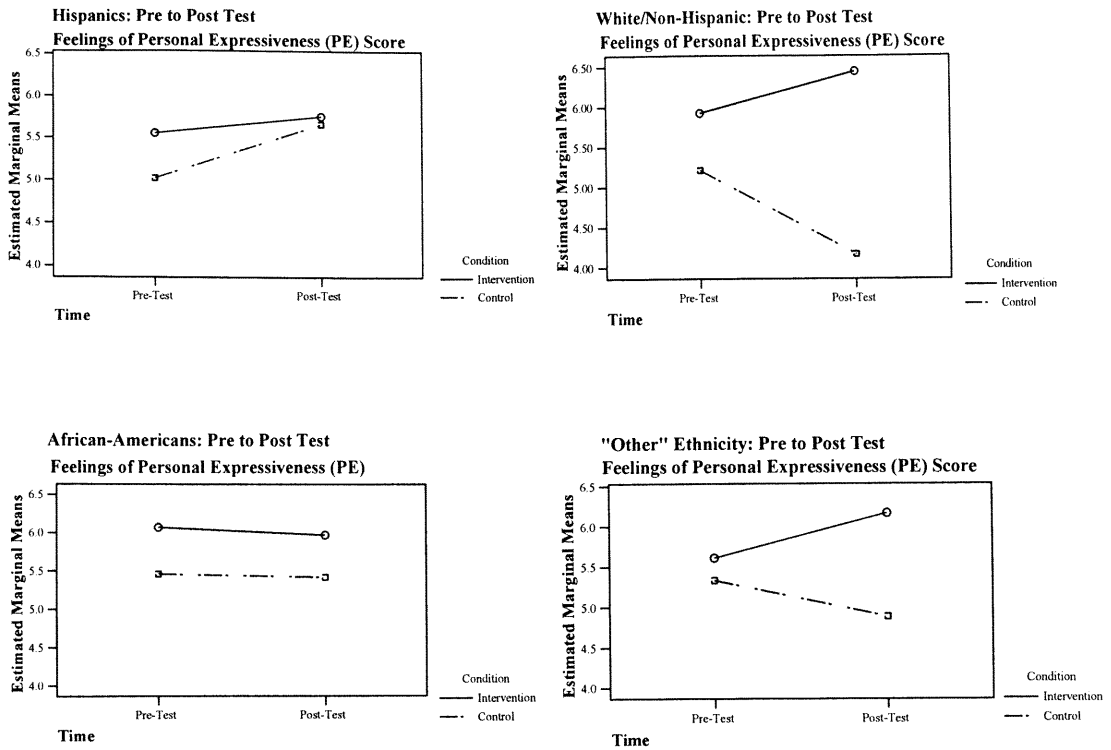 Hispanics: Pre to Post Test
Feelings of Personal Expressiveness (PE) Score
6.5
6.0
5.5
5.0
4.5
4.0
Estimated Marginal Means
Pre-Test Post-Test
Time
Condition
Intervention
Control
White/Non-Hispanic: Pre to Post Test
Feelings of Personal Expressiveness (PE) Score
6.50
6.00
5.50
5.00
4.50
4.00
Estimated Marginal Means
Pre-Test Post-Test
Time
Condition
Intervention
Control
African-Americans: Pre to Post Test
Feelings of Personal Expressiveness (PE)
6.5
6.0
5.5
5.0
4.5
4.0
Estimated Marginal Means
Pre-Test Post-Test
Time
Condition
Intervention
Control
"Other" Ethnicity: Pre to Post Test
Feelings of Personal Expressiveness (PE) Score
6.5
6.0
5.5
5.0
4.5
4.0
Estimated Marginal Means
Pre-Test Post-Test
Time
Condition
Intervention
Control